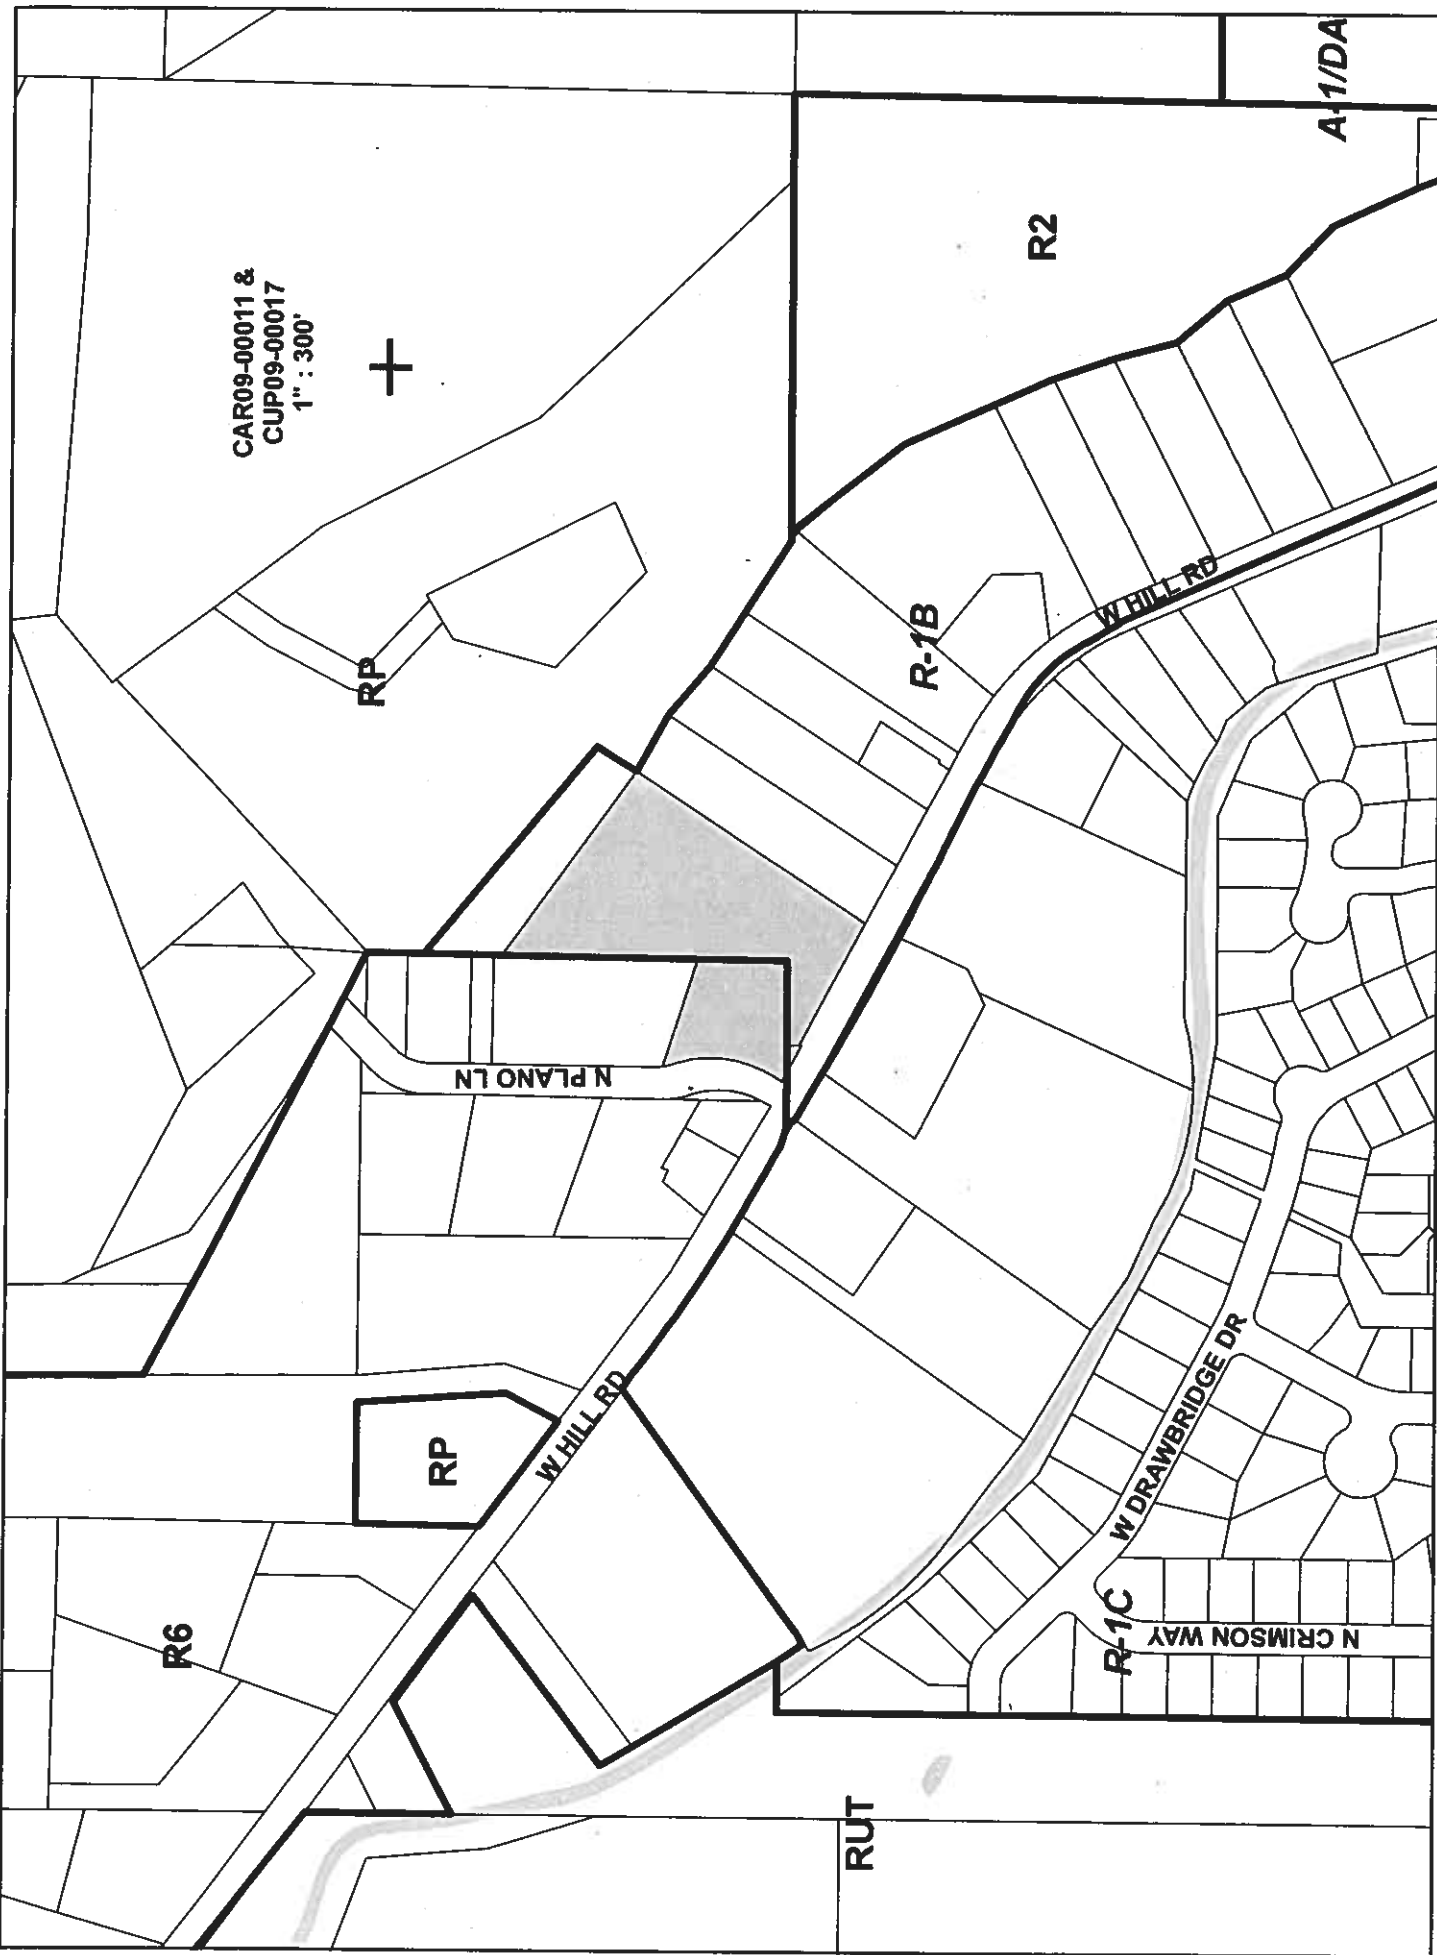 CAR09-00011 &
CUP09-00017
1" : 300'
A-1/DA
R2
RP
R-1B
W HILL RD
N PLANO LN
W HILL RD
RP
R6
W DRAWBRIDGE DR
R-1C
N CRIMSON WAY
RUT